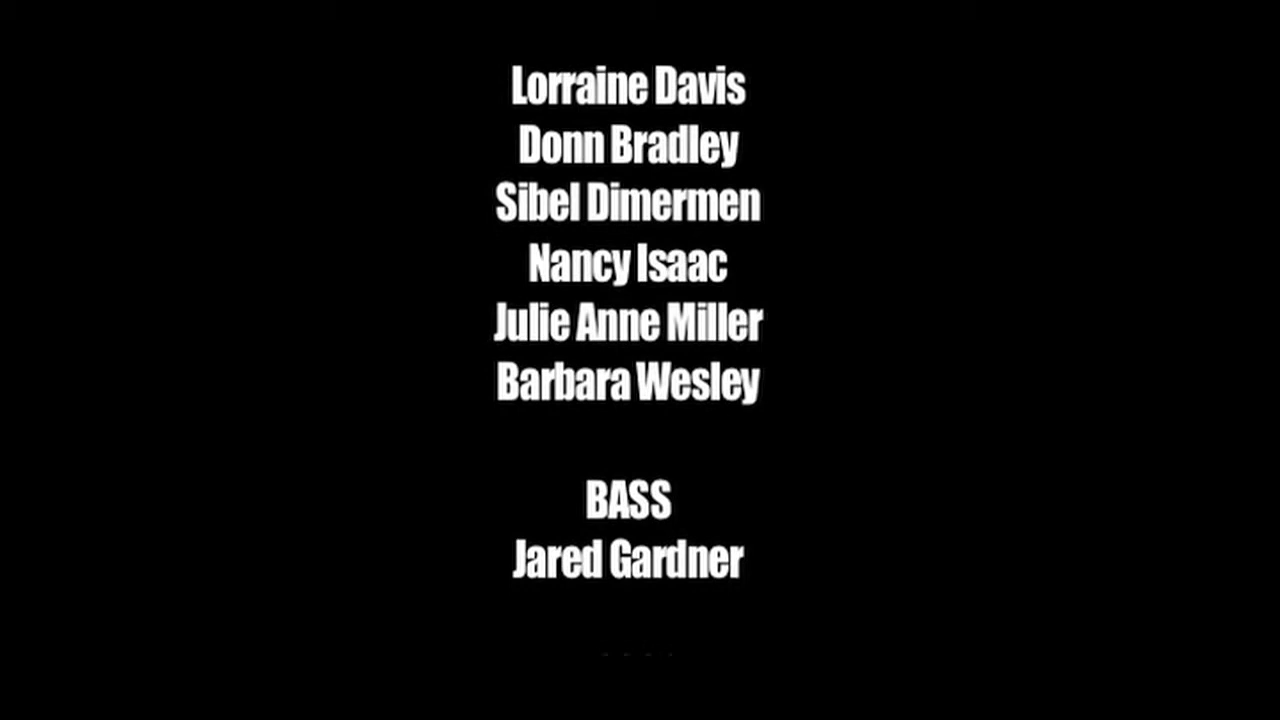 Lorraine Davis
Donn Bradley
Sibel Dimermen
Nancy Isaac
Julie Anne Miller
Barbara Wesley
BASS
Jared Gardner